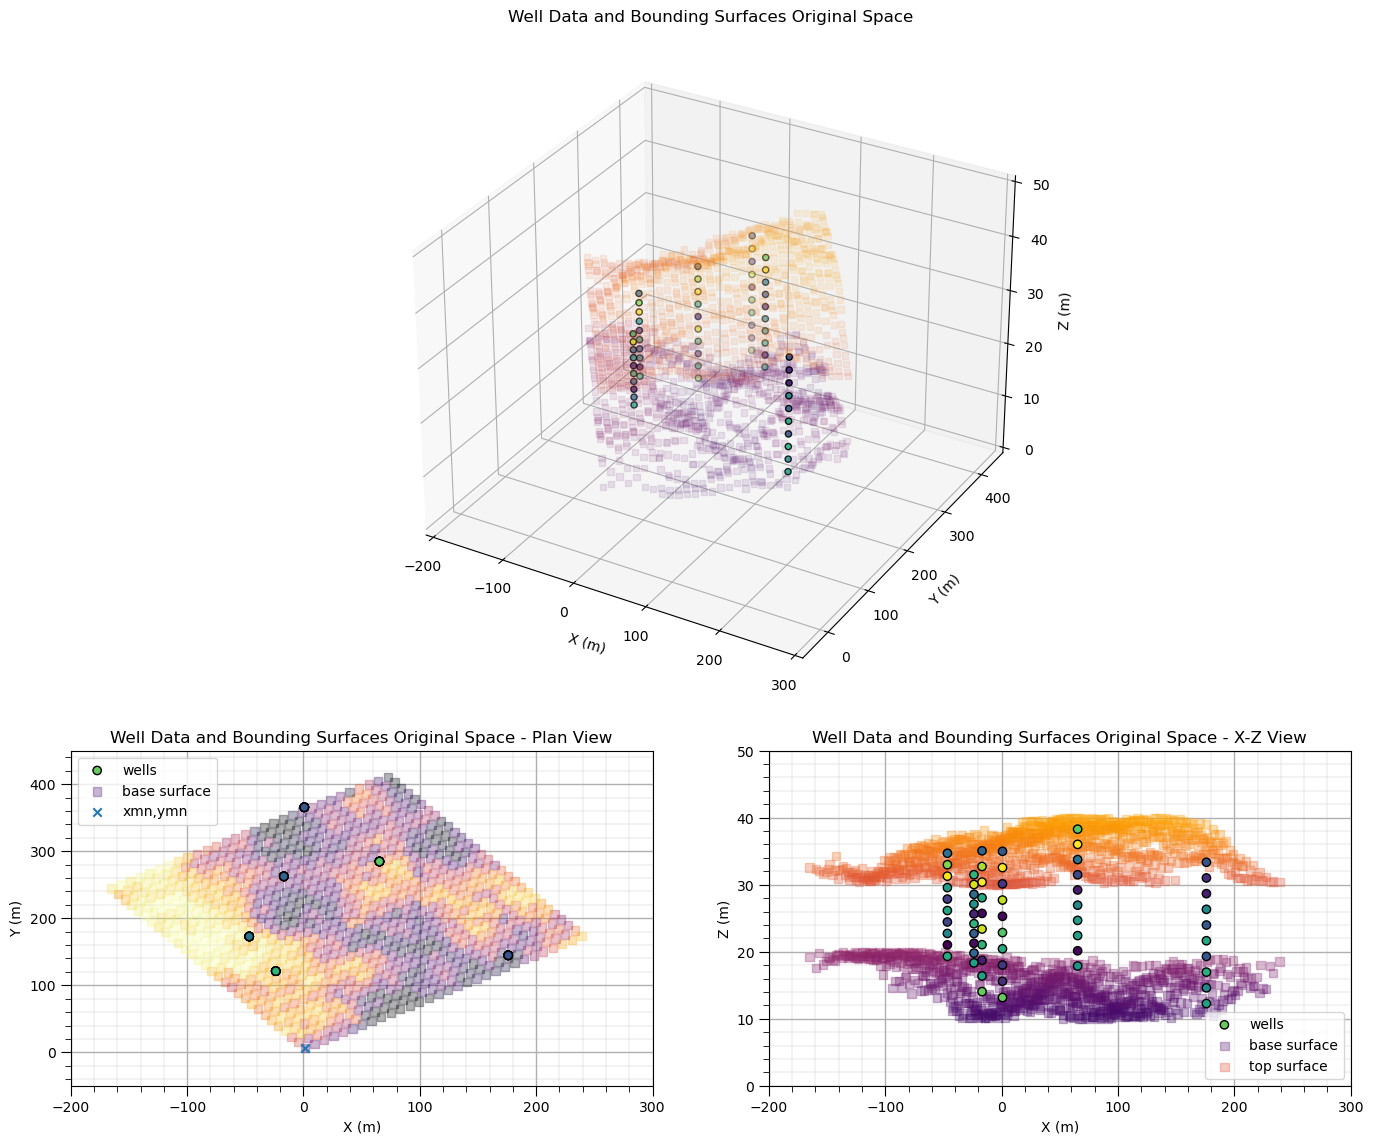 Well Data and Bounding Surfaces Original Space
50
40
30
20
10
0
Z (m)
400
300
200
100
0
Y (m)
−200
−100
0
100
200
300
X (m)
Well Data and Bounding Surfaces Original Space - Plan View
wells
base surface
xmn,ymn
400
300
200
100
0
Y (m)
−200
−100
0
100
200
300
X (m)
Well Data and Bounding Surfaces Original Space - X-Z View
50
40
30
20
10
0
Z (m)
wells
base surface
top surface
−200
−100
0
100
200
300
X (m)